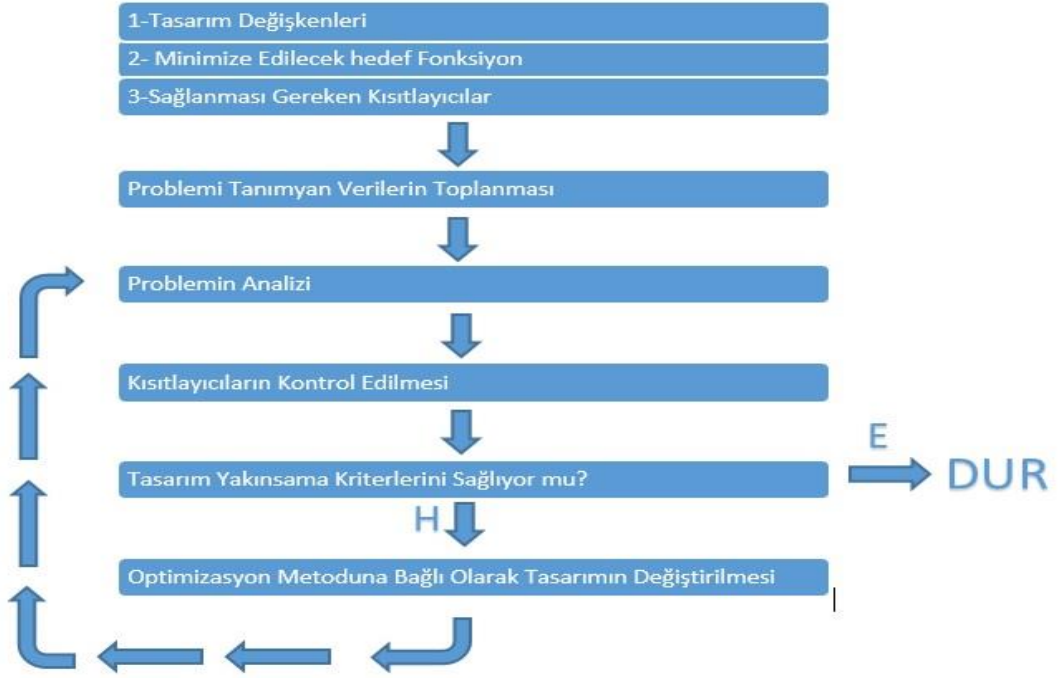 1-Tasarım Değişkenleri
2- Minimize Edilecek hedef Fonksiyon
3-Sağlanması Gereken Kısıtlayıcılar
Problemi Tanımyan Verilerin Toplanması
Problemin Analizi
Kısıtlayıcıların Kontrol Edilmesi
Tasarım Yakınsama Kriterlerini Sağlıyor mu?
E
DUR
H
Optimizasyon Metoduna Bağlı Olarak Tasarımın Değiştirilmesi